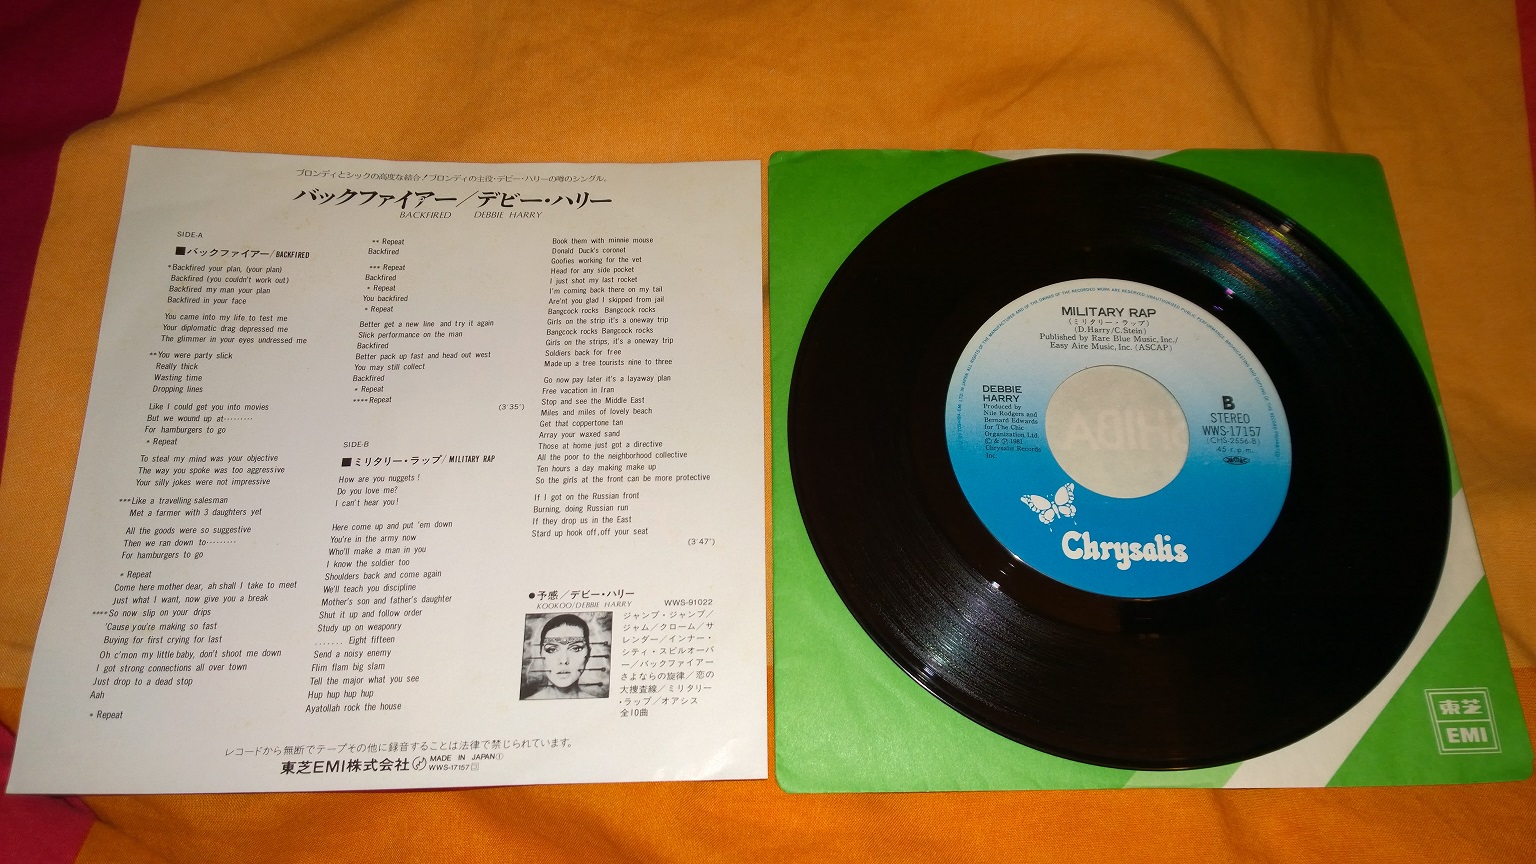 ブロンディとシックの高度な結合!ブロンディの主役・デビー・ハリーの噂のシングル。
バックファイアー/デビー・ハリー
BACKFIRED DEBBIE HARRY
SIDE-A
■バックファイアー/BACKFIRED
*Backfired your plan, (your plan)
Backfired (you couldn't work out)
Backfired my man your plan
Backfired in your face
You came into my life to test me
Your diplomatic drag depressed me
The glimmer in your eyes undressed me
**You were party slick
Really thick
Wasting time
Dropping lines
Like I could get you into movies
But we wound up at·········
For hamburgers to go
* Repeat
To steal my mind was your objective
The way you spoke was too aggressive
Your silly jokes were not impressive
***Like a travelling salesman
Met a farmer with 3 daughters yet
All the goods were so suggestive
Then we ran down to·········
For hamburgers to go
* Repeat
Come here mother dear, ah shall I take to meet
Just what I want, now give you a break
****So now slip on your drips
'Cause you're making so fast
Buying for first crying for last
Oh c'mon my little baby, don't shoot me down
I got strong connections all over town
Just drop to a dead stop
Aah
* Repeat
** Repeat
Backfired
*** Repeat
Backfired
* Repeat
You backfired
* Repeat
Better get a new line and try it again
Slick performance on the man
Backfired
Better pack up fast and head out west
You may still collect
Backfired
* Repeat
****Repeat
(3´35˝)
SIDE-B
■ミリタリー・ラップ/MILITARY RAP
How are you nuggets!
Do you love me?
I can't hear you!
Here come up and put 'em down
You're in the army now
Who'll make a man in you
I know the soldier too
Shoulders back and come again
We'll teach you discipline
Mother's son and father's daughter
Shut it up and follow order
Study up on weaponry
······· Eight fifteen
Send a noisy enemy
Flim flam big slam
Tell the major what you see
Hup hup hup hup
Ayatollah rock the house
Book them with minnie mouse
Donald Duck's coronet
Goofies working for the vet
Head for any side pocket
I just shot my last rocket
I'm coming back there on my tail
Are'nt you glad I skipped from jail
Bangcock rocks Bangcock rocks
Girls on the strip it's a oneway trip
Bangcock rocks Bangcock rocks
Girls on the strips, it's a oneway trip
Soldiers back for free
Made up a tree tourists nine to three
Go now pay later it's a layaway plan
Free vacation in Iran
Stop and see the Middle East
Miles and miles of lovely beach
Get that coppertone tan
Array your waxed sand
Those at home just got a directive
All the poor to the neighborhood collective
Ten hours a day making make up
So the girls at the front can be more protective
If I got on the Russian front
Burning, doing Russian run
If they drop us in the East
Stard up hook off,off your seat
(3´47˝)
●予感/デビー・ハリー
KOOKOO/DEBBIE HARRY WWS-91022
ジャンプ・ジャンプ/
ジャム/クローム/サ
レンダー/インナー・
シティ・スピルオーバ
ー/バックファイアー
さよならの旋律/恋の
大捜査線/ミリタリー
・ラップ/オアシス
全10曲
レコードから無断でテープその他に録音することは法律で禁じられています。
東芝EMI株式会社 MADE IN JAPAN
WWS-17157
MILITARY RAP
(ミリタリー・ラップ)
(D.Harry/C.Stein)
Published by Rare Blue Music, Inc./
Easy Aire Music, Inc. (ASCAP)
DEBBIE
HARRY
Produced by
Nile Rodgers and
Bernard Edwards
for The Chic
Organization Ltd.
© & ℗ 1981
Chrysalis Records
Inc.
B
STEREO
WWS-17157
(CHS-2556-B)
45 r.p.m.
Chrysalis
東芝
EMI